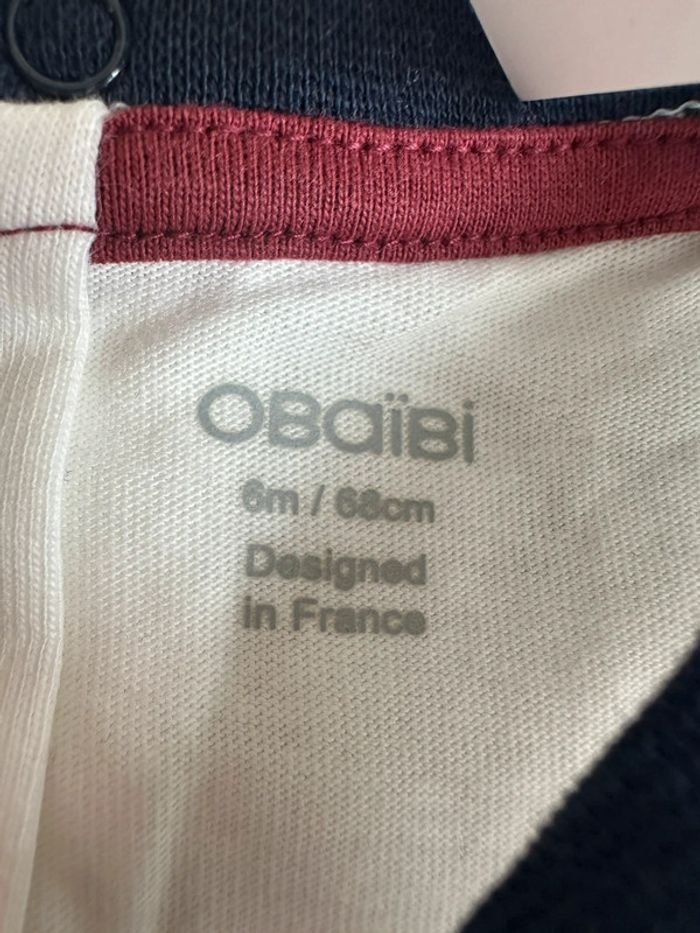 OBaïBi
6m / 68cm
Designed
in France